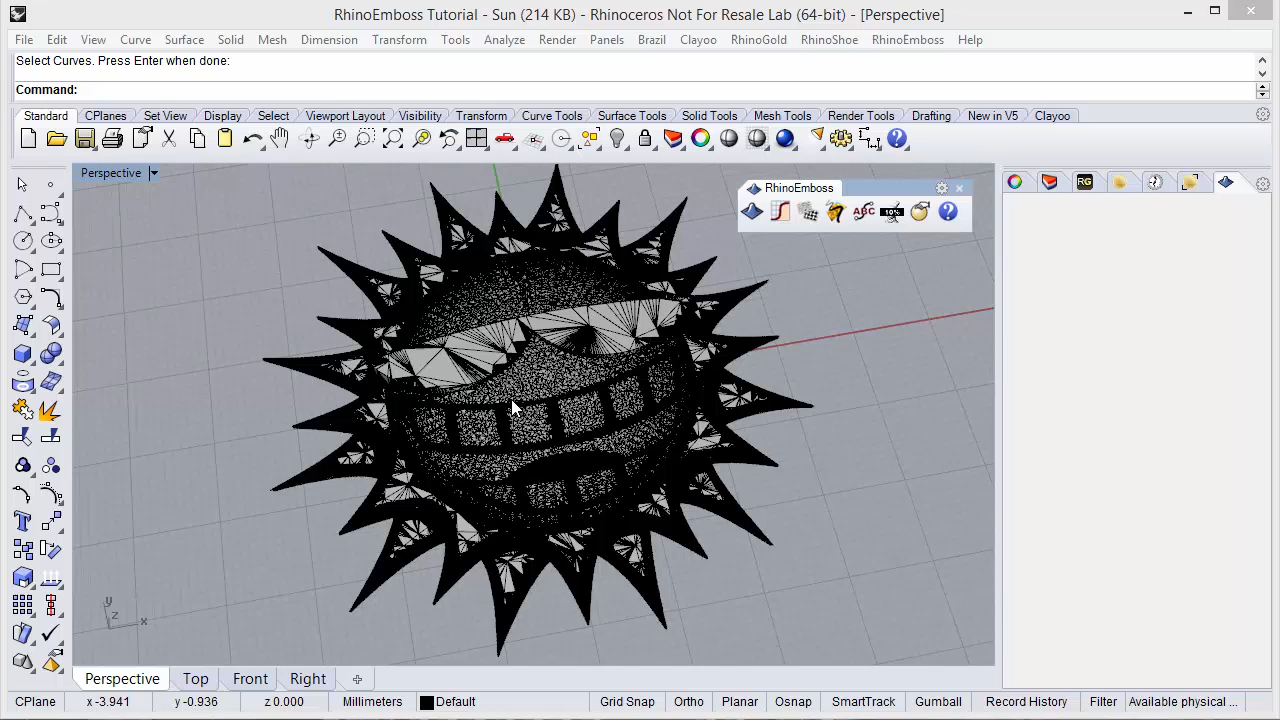 RhinoEmboss Tutorial - Sun (214 KB) - Rhinoceros Not For Resale Lab (64-bit) - [Perspective]
File Edit View Curve Surface Solid Mesh Dimension Transform Tools Analyze Render Panels Brazil Clayoo RhinoGold RhinoShoe RhinoEmboss Help
Select Curves. Press Enter when done:
Command:
Standard CPlanes Set View Display Select Viewport Layout Visibility Transform Curve Tools Surface Tools Solid Tools Mesh Tools Render Tools Drafting New in V5 Clayoo
Perspective
RhinoEmboss
RG
ABC 10%
y
z x
Perspective Top Front Right
CPlane x -3.941 y -0.936 z 0.000 Millimeters Default Grid Snap Ortho Planar Osnap SmartTrack Gumball Record History Filter Available physical ...